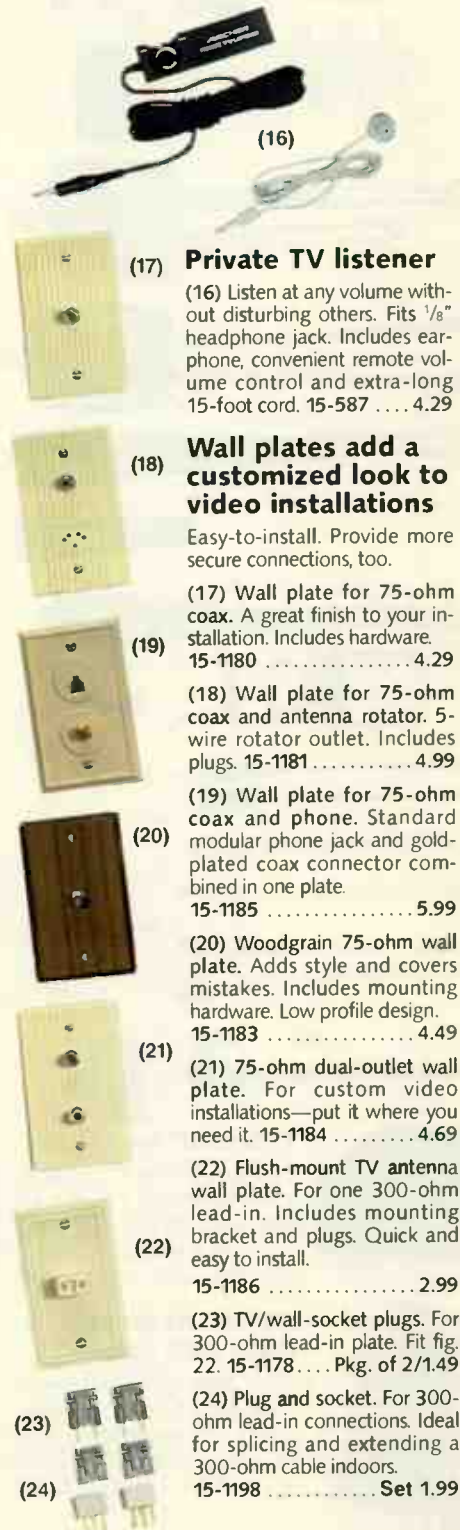 ARCHER
(16)
(17)
Private TV listener
(16) Listen at any volume with-
out disturbing others. Fits 1/8"
headphone jack. Includes ear-
phone, convenient remote vol-
ume control and extra-long
15-foot cord. 15-587 .... 4.29
(18)
Wall plates add a
customized look to
video installations
Easy-to-install. Provide more
secure connections, too.
(17) Wall plate for 75-ohm
coax. A great finish to your in-
stallation. Includes hardware.
15-1180 ................ 4.29
(19)
(18) Wall plate for 75-ohm
coax and antenna rotator. 5-
wire rotator outlet. Includes
plugs. 15-1181 ........... 4.99
(20)
(19) Wall plate for 75-ohm
coax and phone. Standard
modular phone jack and gold-
plated coax connector com-
bined in one plate.
15-1185 ................ 5.99
(20) Woodgrain 75-ohm wall
plate. Adds style and covers
mistakes. Includes mounting
hardware. Low profile design.
15-1183 ................ 4.49
(21)
(21) 75-ohm dual-outlet wall
plate. For custom video
installations—put it where you
need it. 15-1184 ......... 4.69
(22)
(22) Flush-mount TV antenna
wall plate. For one 300-ohm
lead-in. Includes mounting
bracket and plugs. Quick and
easy to install.
15-1186 ................ 2.99
(23) TV/wall-socket plugs. For
300-ohm lead-in plate. Fit fig.
22. 15-1178 .... Pkg. of 2/1.49
(23)
(24) Plug and socket. For 300-
ohm lead-in connections. Ideal
for splicing and extending a
300-ohm cable indoors.
15-1198 ............ Set 1.99
(24)